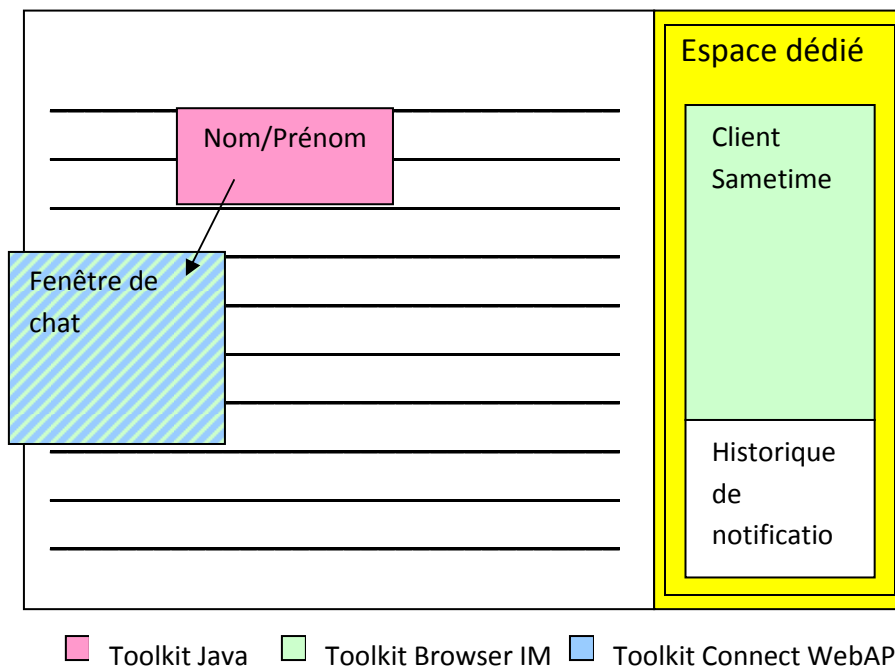 Espace dédié
Nom/Prénom
Client
Sametime
Fenêtre de
chat
Historique
de
notificatio
Toolkit Java
Toolkit Browser IM
Toolkit Connect WebAP